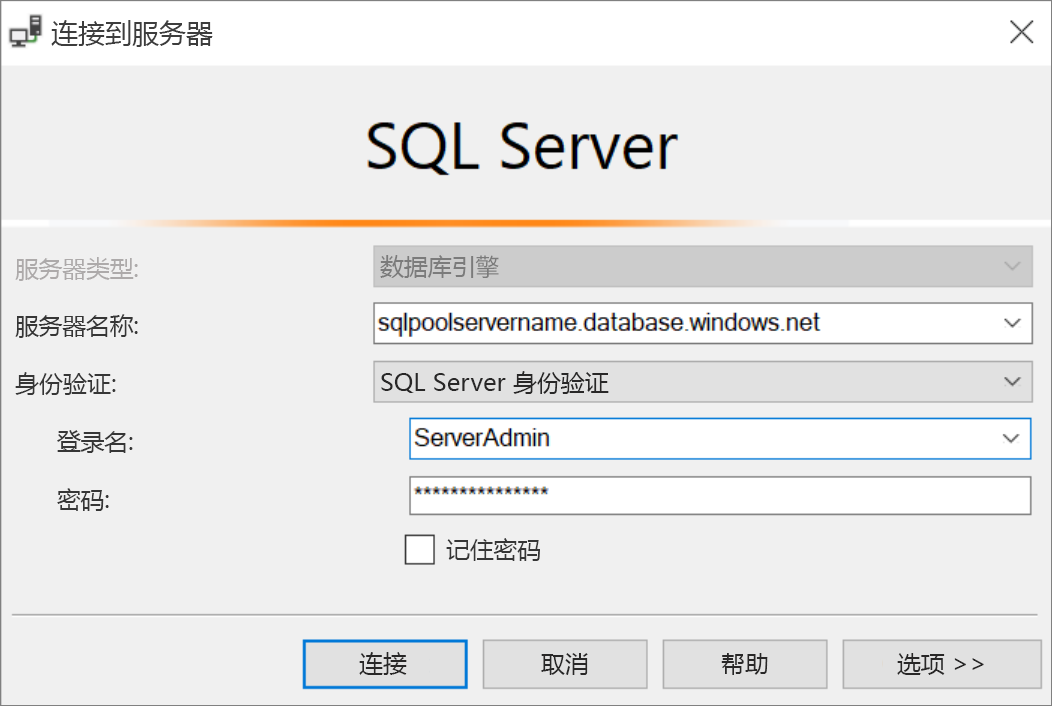 连接到服务器
SQL Server
服务器类型: 数据库引擎
服务器名称: sqlpoolservername.database.windows.net
身份验证: SQL Server 身份验证
登录名: ServerAdmin
密码: ***************
记住密码
连接 取消 帮助 选项 >>